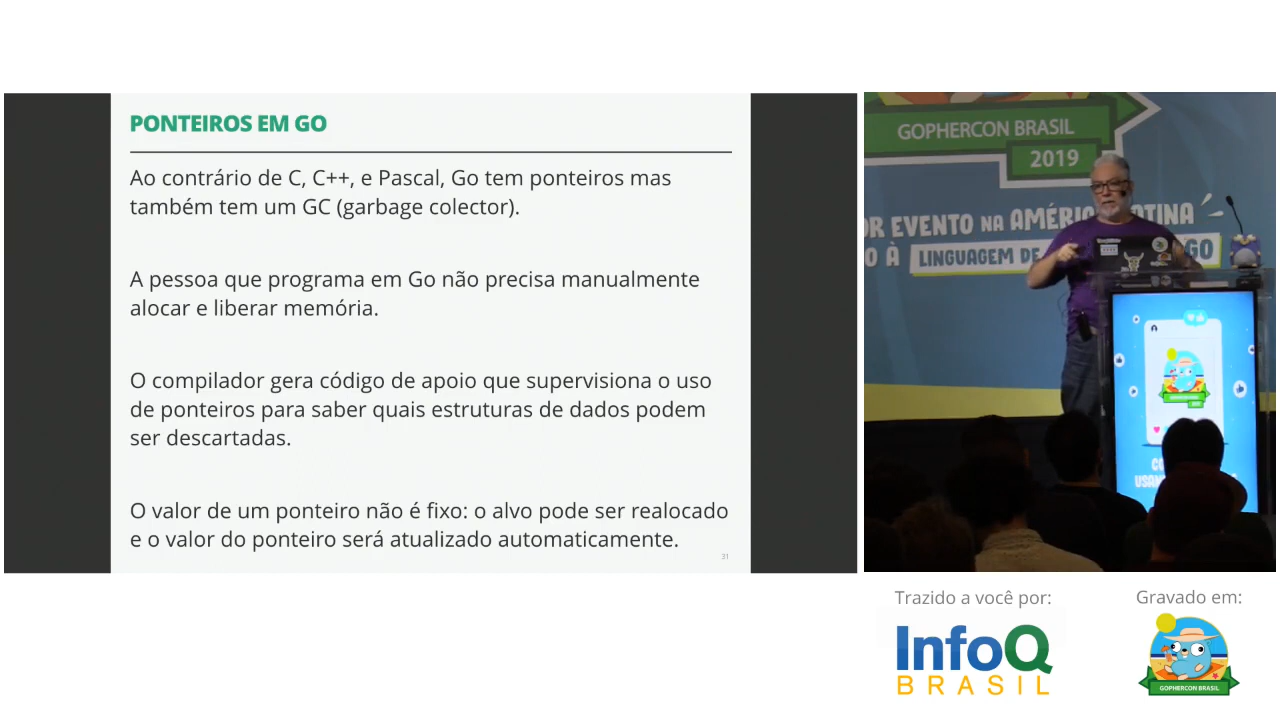 PONTEIROS EM GO
Ao contrário de C, C++, e Pascal, Go tem ponteiros mas
também tem um GC (garbage colector).
A pessoa que programa em Go não precisa manualmente
alocar e liberar memória.
O compilador gera código de apoio que supervisiona o uso
de ponteiros para saber quais estruturas de dados podem
ser descartadas.
O valor de um ponteiro não é fixo: o alvo pode ser realocado
e o valor do ponteiro será atualizado automaticamente.
31
GOPHERCON BRASIL
2019
OR EVENTO NA AMÉRICA LATINA
O À LINGUAGEM DE GO
Trazido a você por:
InfoQ
BRASIL
Gravado em:
GOPHERCON BRASIL